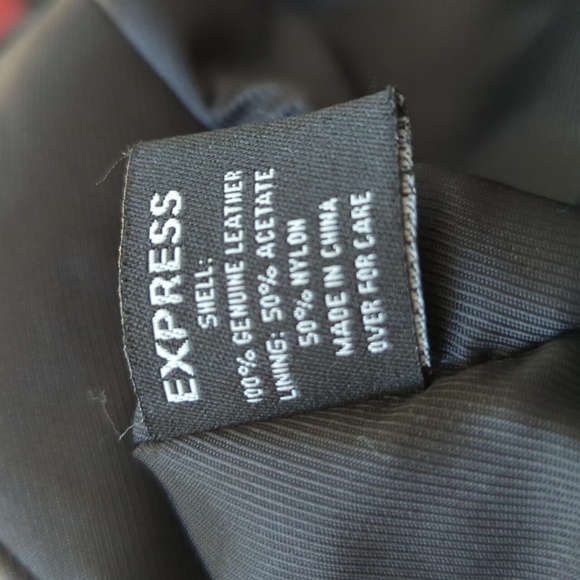 EXPRESS
SHELL:
100% GENUINE LEATHER
LINING: 50% ACETATE
50% NYLON
MADE IN CHINA
OVER FOR CARE